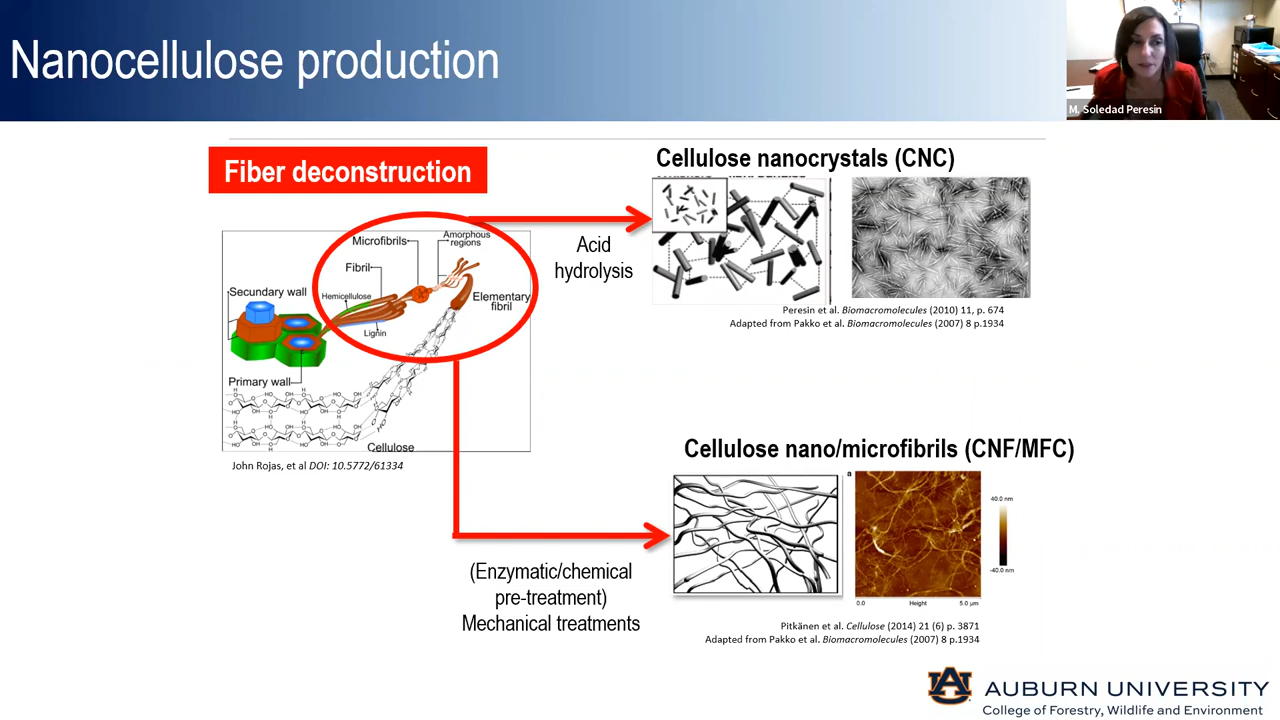 Nanocellulose production
M. Soledad Peresin
Fiber deconstruction
Microfibrils
Amorphous
regions
Fibril
Hemicellulose
Secundary wall
Elementary
fibril
Lignin
Primary wall
Cellulose
John Rojas, et al DOI: 10.5772/61334
Acid
hydrolysis
Cellulose nanocrystals (CNC)
Peresin et al. Biomacromolecules (2010) 11, p. 674
Adapted from Pakko et al. Biomacromolecules (2007) 8 p.1934
(Enzymatic/chemical
pre-treatment)
Mechanical treatments
Cellulose nano/microfibrils (CNF/MFC)
a
40.0 nm
-40.0 nm
0.0 Height 5.0 µm
Pitkänen et al. Cellulose (2014) 21 (6) p. 3871
Adapted from Pakko et al. Biomacromolecules (2007) 8 p.1934
AUBURN UNIVERSITY
College of Forestry, Wildlife and Environment